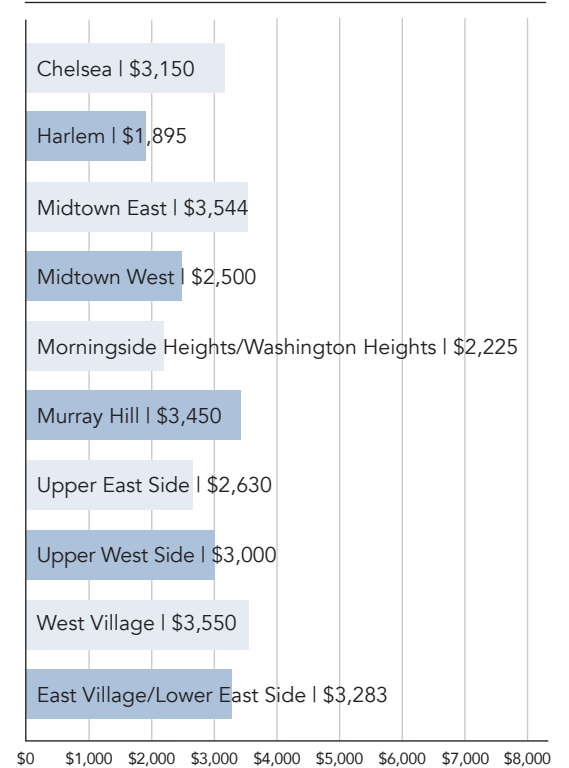 Chelsea | $3,150
Harlem | $1,895
Midtown East | $3,544
Midtown West | $2,500
Morningside Heights/Washington Heights | $2,225
Murray Hill | $3,450
Upper East Side | $2,630
Upper West Side | $3,000
West Village | $3,550
East Village/Lower East Side | $3,283
$0 $1,000 $2,000 $3,000 $4,000 $5,000 $6,000 $7,000 $8,000